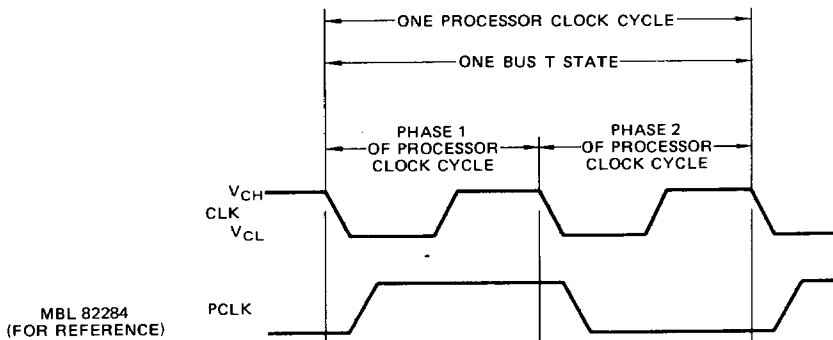 ONE PROCESSOR CLOCK CYCLE
ONE BUS T STATE
PHASE 1
OF PROCESSOR
CLOCK CYCLE
PHASE 2
OF PROCESSOR
CLOCK CYCLE
VCH
CLK
VCL
MBL 82284
(FOR REFERENCE)
PCLK